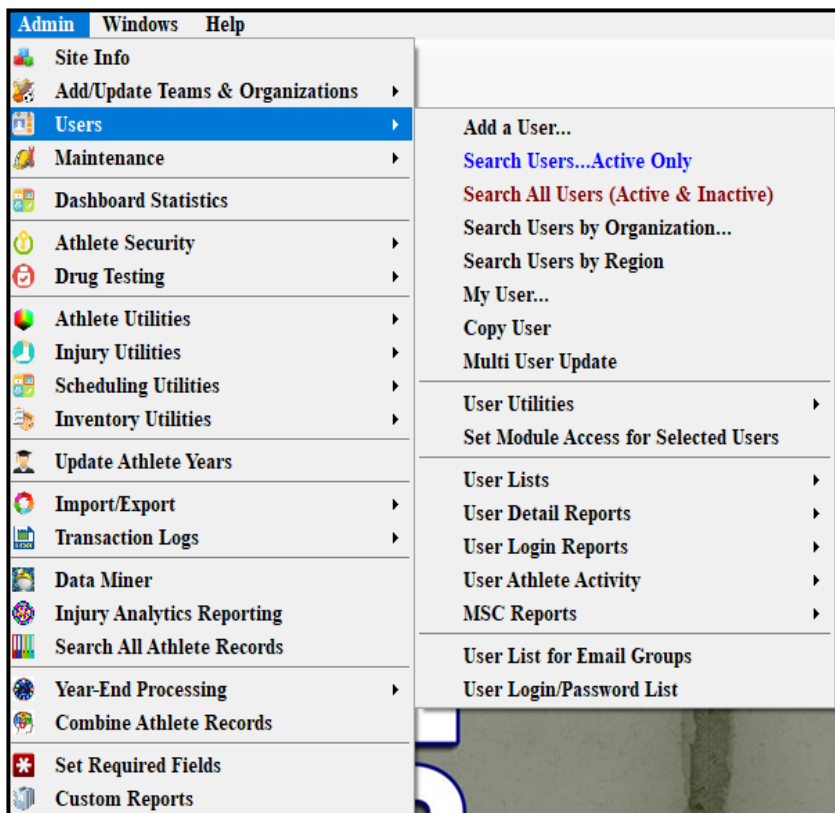 Admin Windows Help
Site Info
Add/Update Teams & Organizations
Users
Maintenance
Dashboard Statistics
Athlete Security
Drug Testing
Athlete Utilities
Injury Utilities
Scheduling Utilities
Inventory Utilities
Update Athlete Years
Import/Export
Transaction Logs
Data Miner
Injury Analytics Reporting
Search All Athlete Records
Year-End Processing
Combine Athlete Records
Set Required Fields
Custom Reports
Add a User...
Search Users...Active Only
Search All Users (Active & Inactive)
Search Users by Organization...
Search Users by Region
My User...
Copy User
Multi User Update
User Utilities
Set Module Access for Selected Users
User Lists
User Detail Reports
User Login Reports
User Athlete Activity
MSC Reports
User List for Email Groups
User Login/Password List